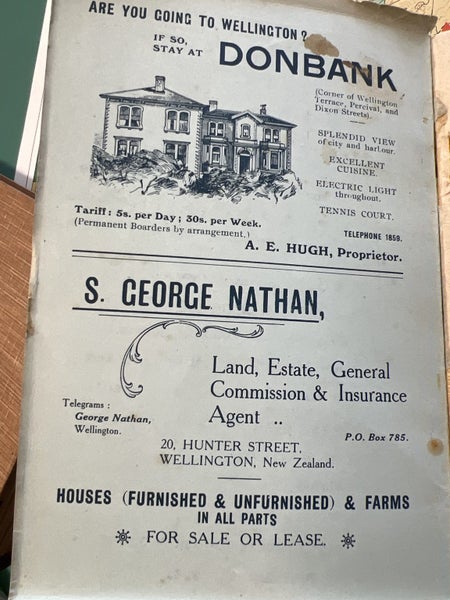 ARE YOU GOING TO WELLINGTON?
IF SO,
STAY AT
DONBANK
(Corner of Wellington
Terrace, Percival, and
Dixon Streets).
SPLENDID VIEW
of city and harbour.
EXCELLENT
CUISINE.
ELECTRIC LIGHT
throughout.
TENNIS COURT.
TELEPHONE 1859.
Tariff: 5s. per Day; 30s. per Week.
(Permanent Boarders by arrangement.)
A. E. HUGH, Proprietor.
S. GEORGE NATHAN,
Land, Estate, General
Commission & Insurance
Agent ..
Telegrams:
George Nathan,
Wellington.
P.O. Box 785.
20, HUNTER STREET,
WELLINGTON, New Zealand.
HOUSES (FURNISHED & UNFURNISHED) & FARMS
IN ALL PARTS
FOR SALE OR LEASE.